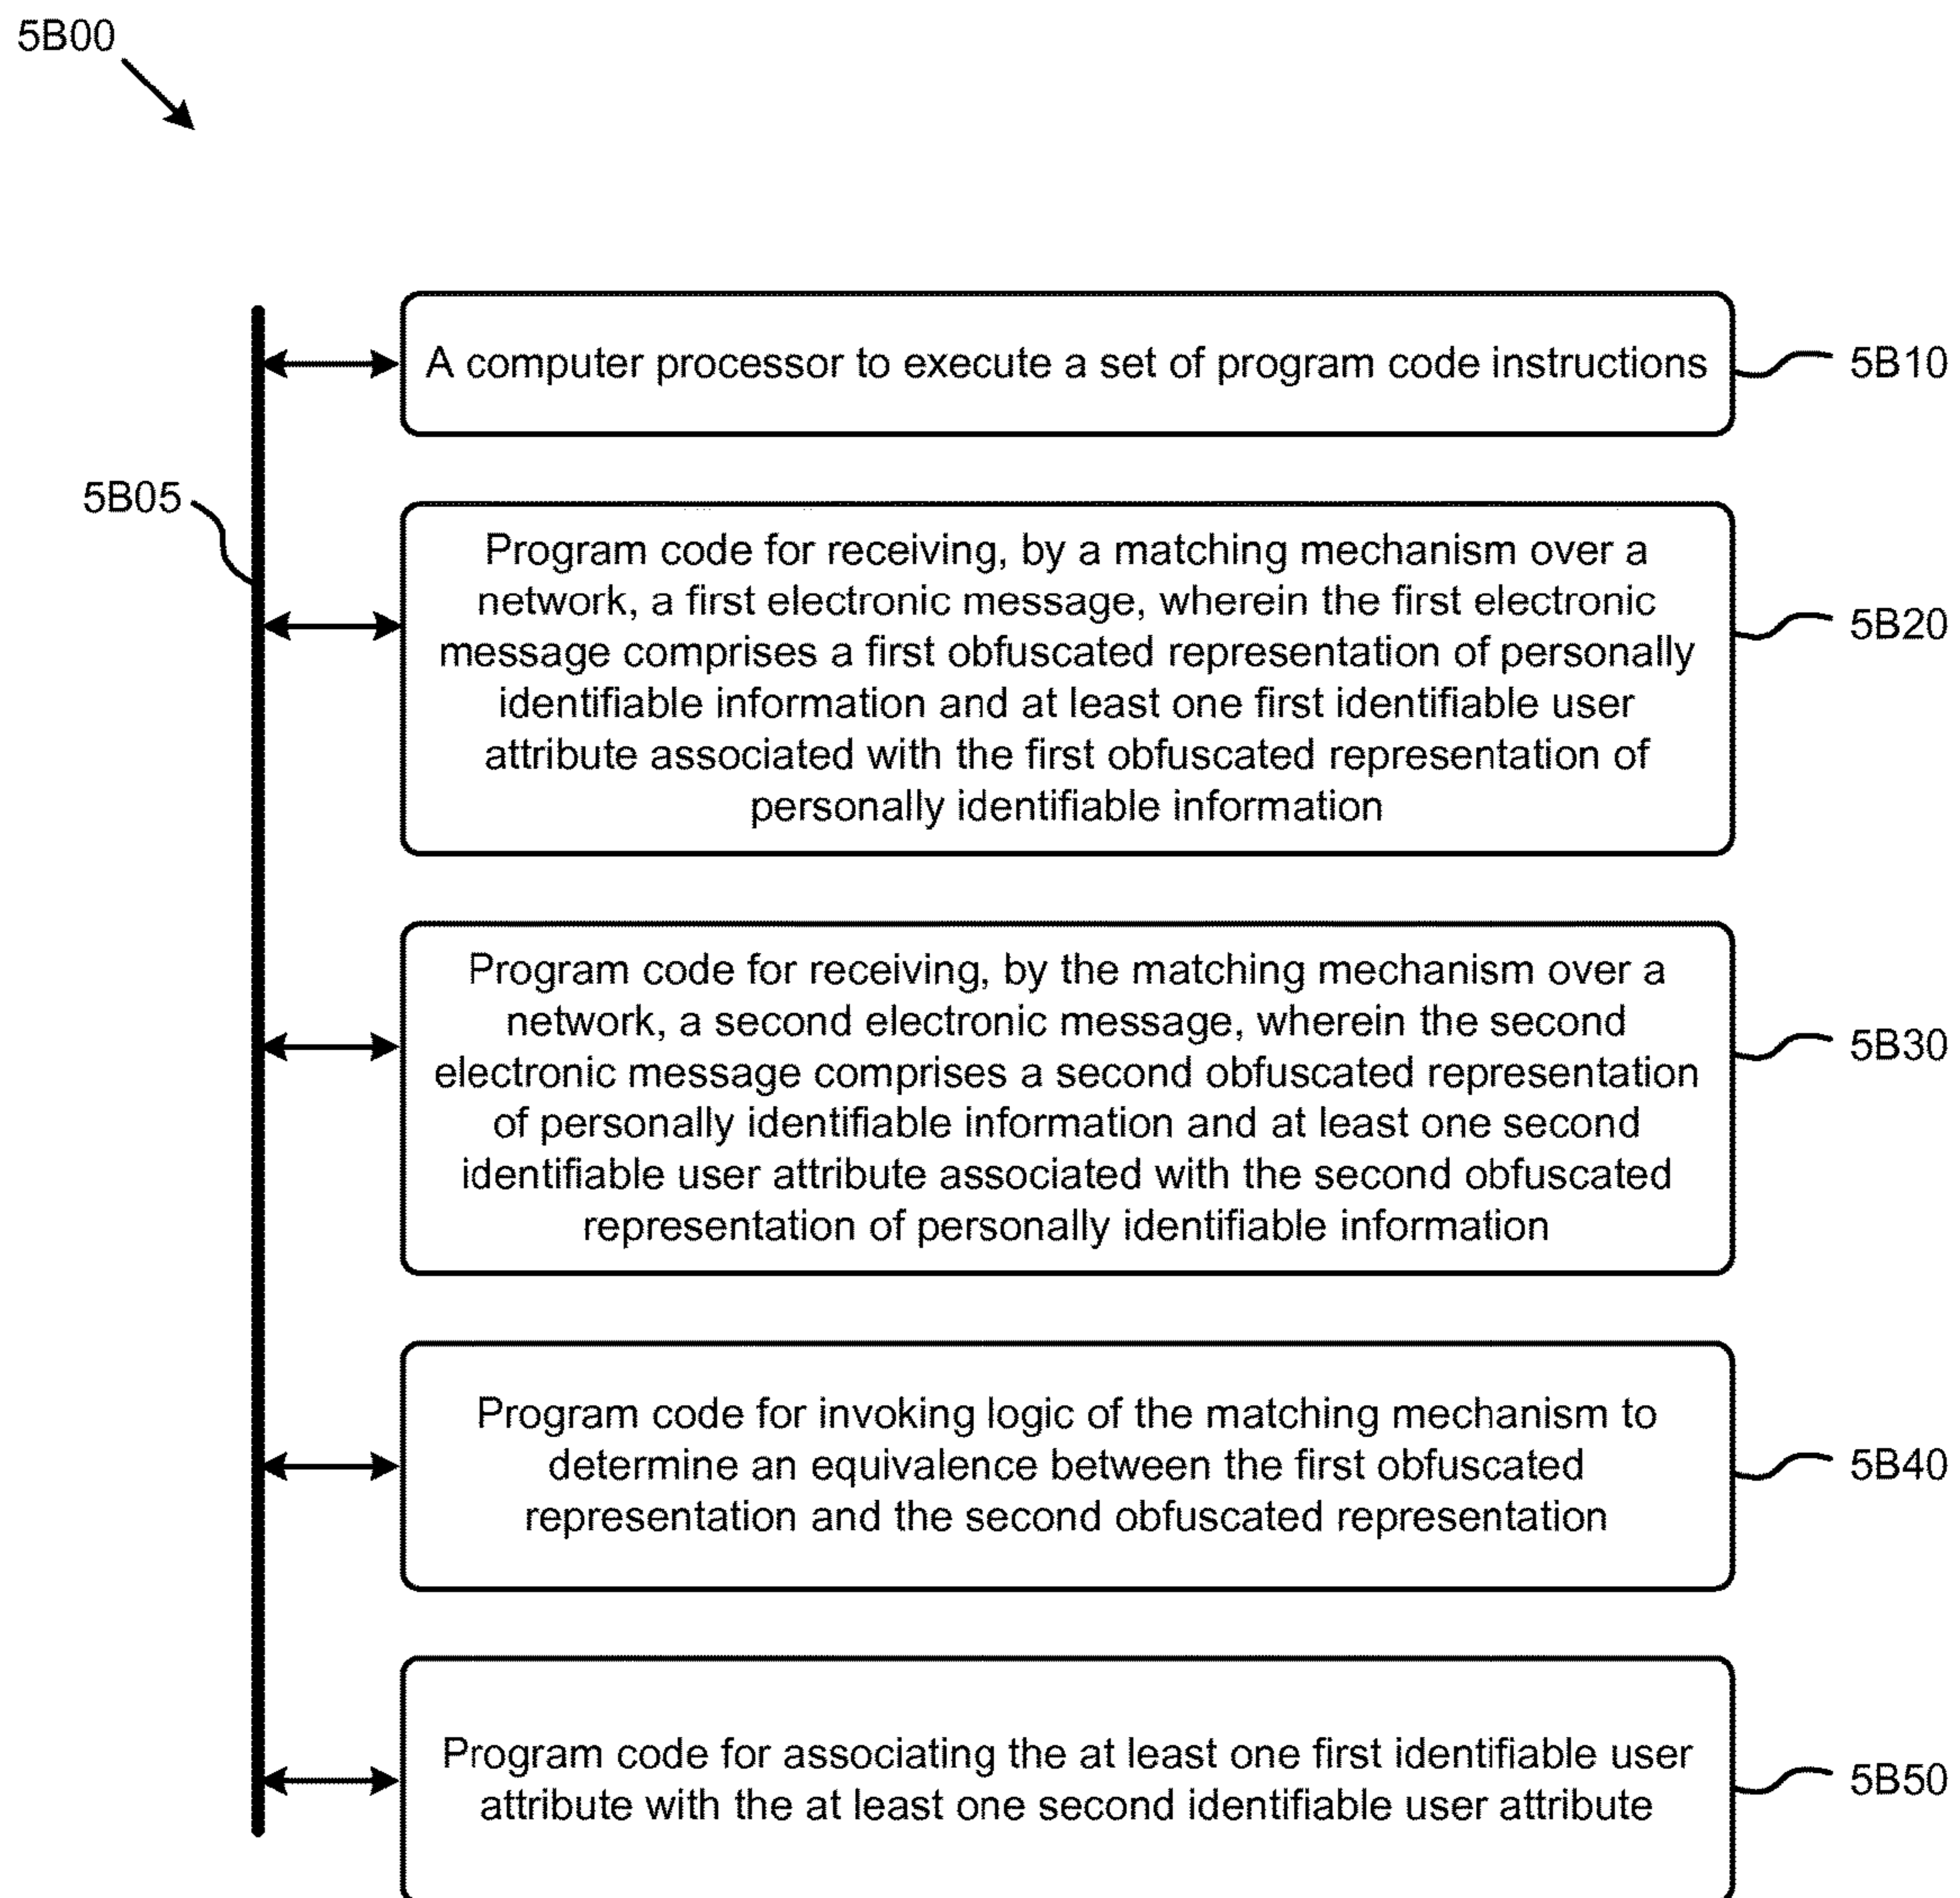 5B00
A computer processor to execute a set of program code instructions
5B10
5B05
Program code for receiving, by a matching mechanism over a
network, a first electronic message, wherein the first electronic
message comprises a first obfuscated representation of personally
identifiable information and at least one first identifiable user
attribute associated with the first obfuscated representation of
personally identifiable information
5B20
Program code for receiving, by the matching mechanism over a
network, a second electronic message, wherein the second
electronic message comprises a second obfuscated representation
of personally identifiable information and at least one second
identifiable user attribute associated with the second obfuscated
representation of personally identifiable information
5B30
Program code for invoking logic of the matching mechanism to
determine an equivalence between the first obfuscated
representation and the second obfuscated representation
5B40
Program code for associating the at least one first identifiable user
attribute with the at least one second identifiable user attribute
5B50